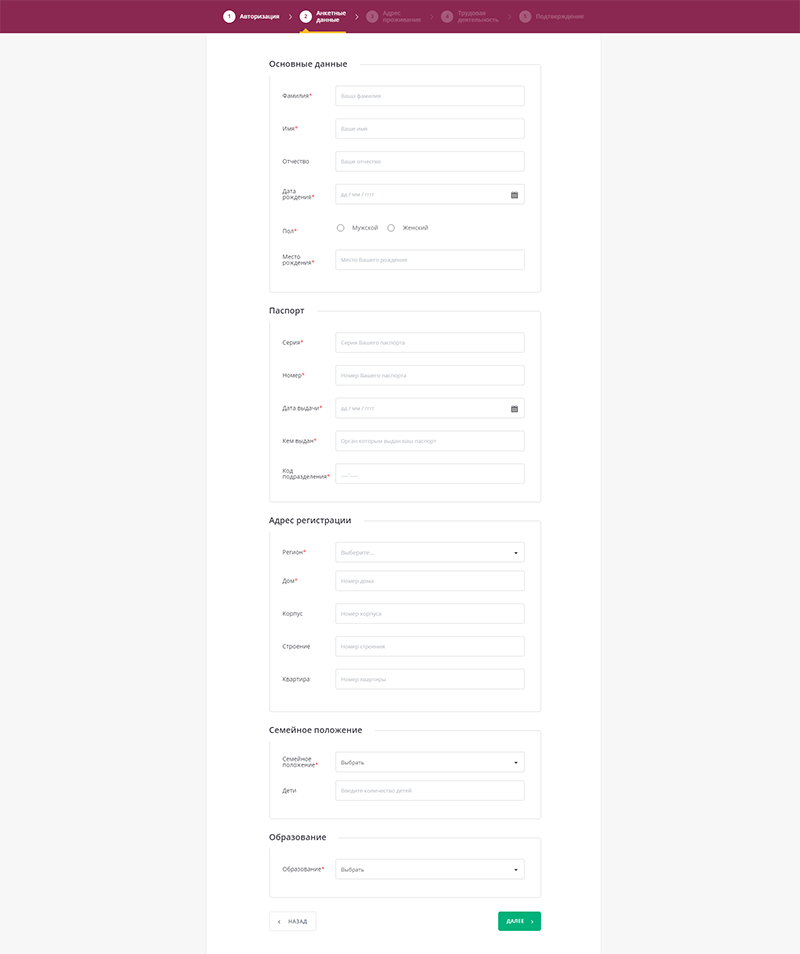 1 Авторизация
2 Анкетные
данные
3 Адрес
проживания
4 Трудовая
деятельность
5 Подтверждение
Основные данные
Фамилия* Ваша фамилия
Имя* Ваше имя
Отчество Ваше отчество
Дата
рождения* дд / мм / гггг
Пол* Мужской Женский
Место
рождения* Место Вашего рождения
Паспорт
Серия* Серия Вашего паспорта
Номер* Номер Вашего паспорта
Дата выдачи* дд / мм / гггг
Кем выдан* Орган которым выдан ваш паспорт
Код
подразделения* ___-___
Адрес регистрации
Регион* Выберите...
Дом* Номер дома
Корпус Номер корпуса
Строение Номер строения
Квартира Номер квартиры
Семейное положение
Семейное
положение* Выбрать
Дети Введите количество детей
Образование
Образование* Выбрать
НАЗАД ДАЛЕЕ